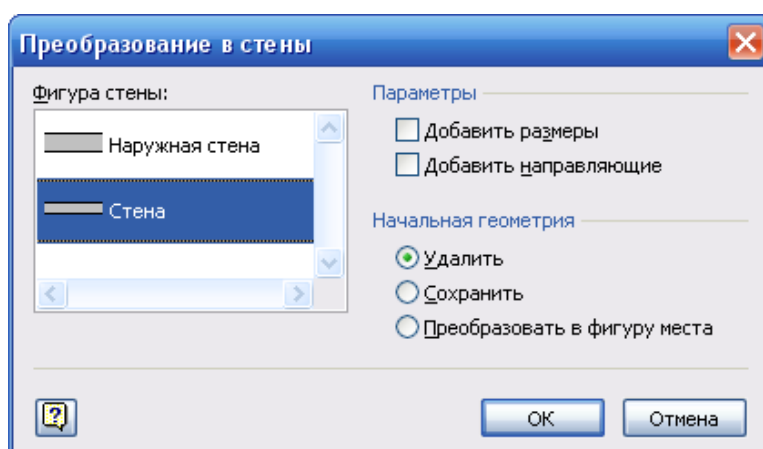 Преобразование в стены
Фигура стены:
Наружная стена
Стена
Параметры
Добавить размеры
Добавить направляющие
Начальная геометрия
Удалить
Сохранить
Преобразовать в фигуру места
?
ОК
Отмена